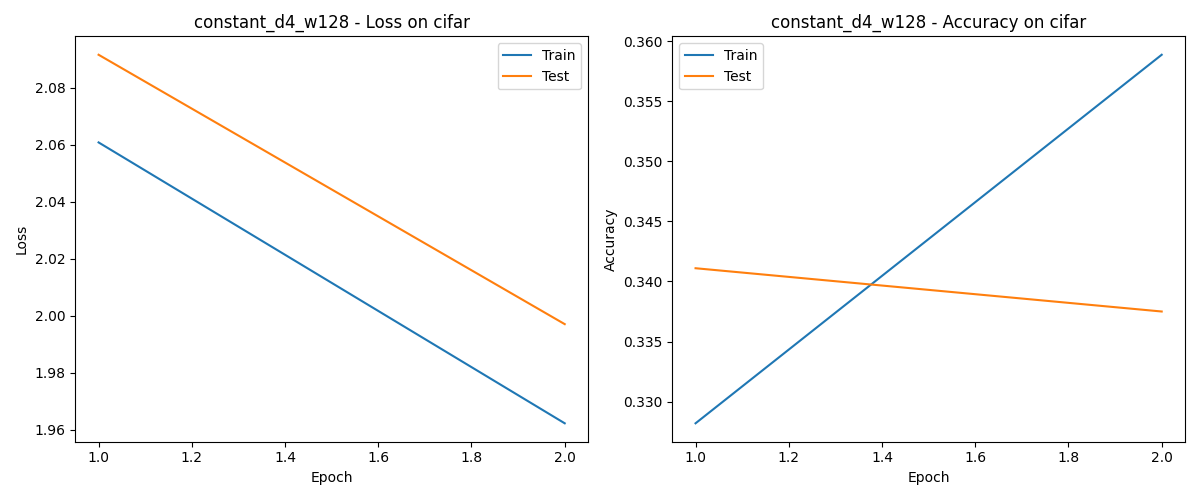 constant_d4_w128 - Loss on cifar
Train
Test
2.08
2.06
2.04
2.02
2.00
1.98
1.96
Loss
1.0 1.2 1.4 1.6 1.8 2.0
Epoch
constant_d4_w128 - Accuracy on cifar
Train
Test
0.360
0.355
0.350
0.345
0.340
0.335
0.330
Accuracy
1.0 1.2 1.4 1.6 1.8 2.0
Epoch